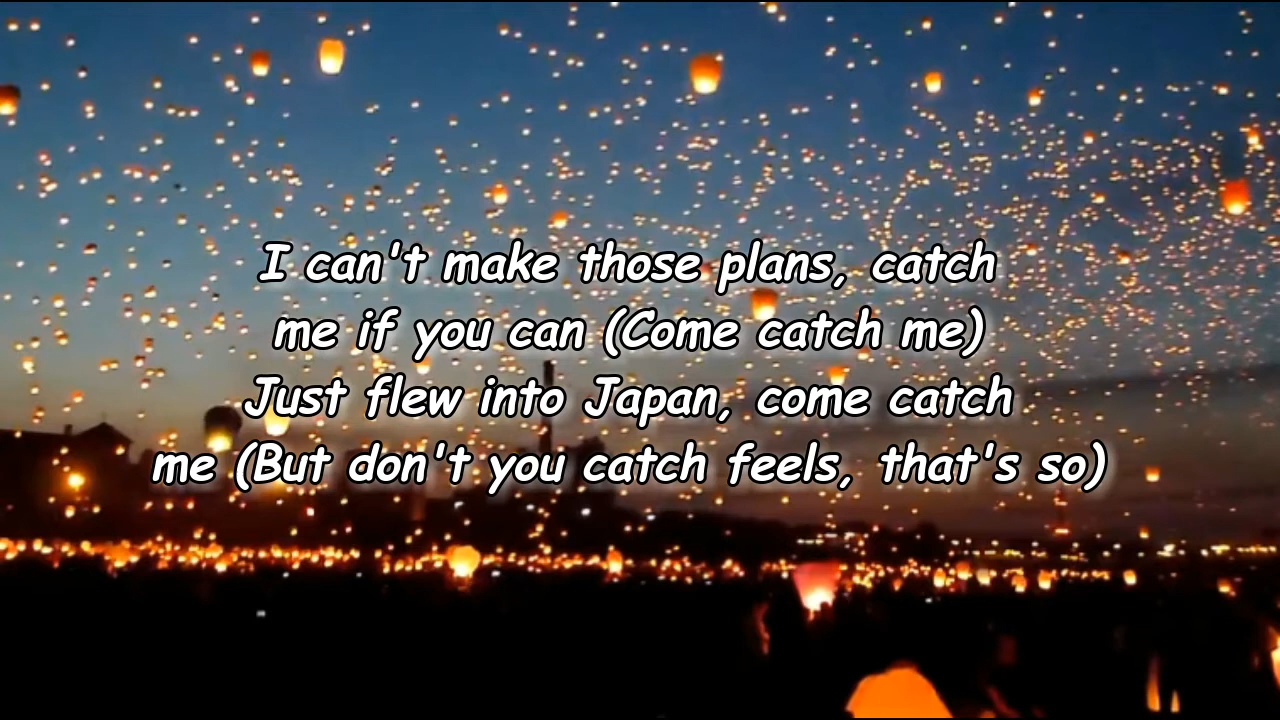 I can't make those plans, catch
me if you can (Come catch me)
Just flew into Japan, come catch
me (But don't you catch feels, that's so)